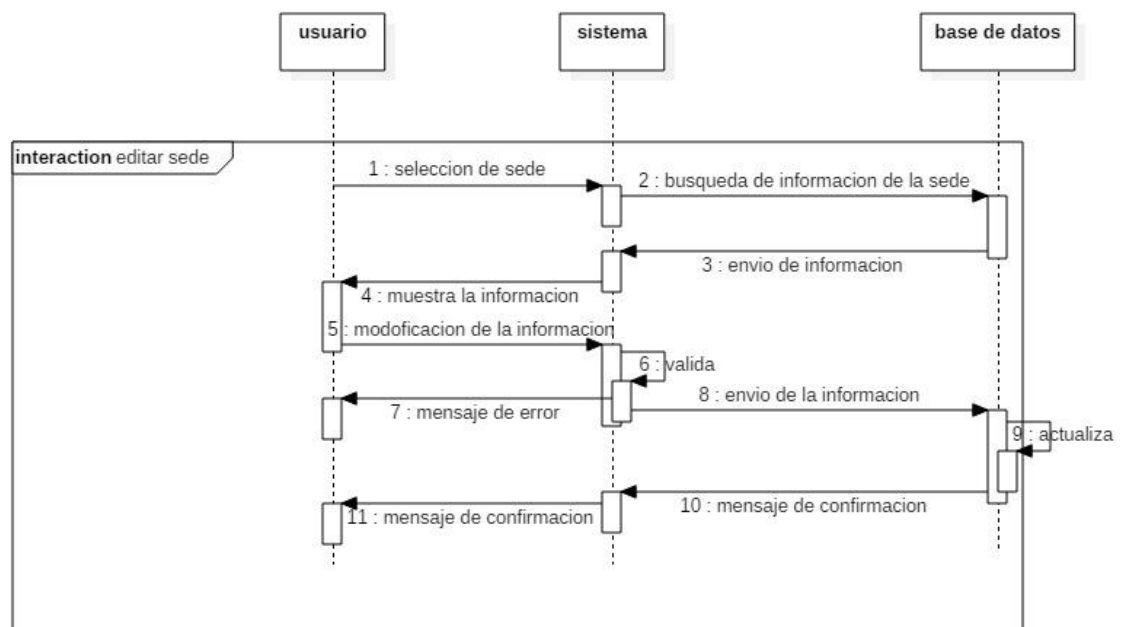 usuario
sistema
base de datos
interaction editar sede
1 : seleccion de sede
2 : busqueda de informacion de la sede
3 : envio de informacion
4 : muestra la informacion
5 : modoficacion de la informacion
6 : valida
7 : mensaje de error
8 : envio de la informacion
9 : actualiza
10 : mensaje de confirmacion
11 : mensaje de confirmacion